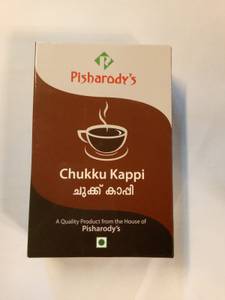 Pisharody's
Chukku Kappi
ചുക്ക് കാപ്പി
A Quality Product from the House of
Pisharody's